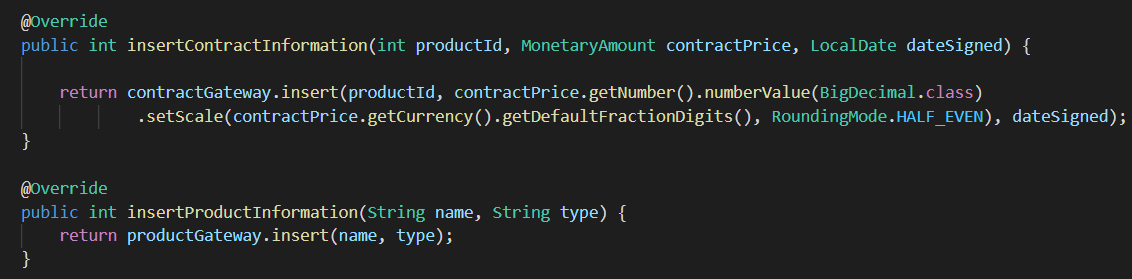 @Override
public int insertContractInformation(int productId, MonetaryAmount contractPrice, LocalDate dateSigned) {
return contractGateway.insert(productId, contractPrice.getNumber().numberValue(BigDecimal.class)
.setScale(contractPrice.getCurrency().getDefaultFractionDigits(), RoundingMode.HALF_EVEN), dateSigned);
}
@Override
public int insertProductInformation(String name, String type) {
return productGateway.insert(name, type);
}